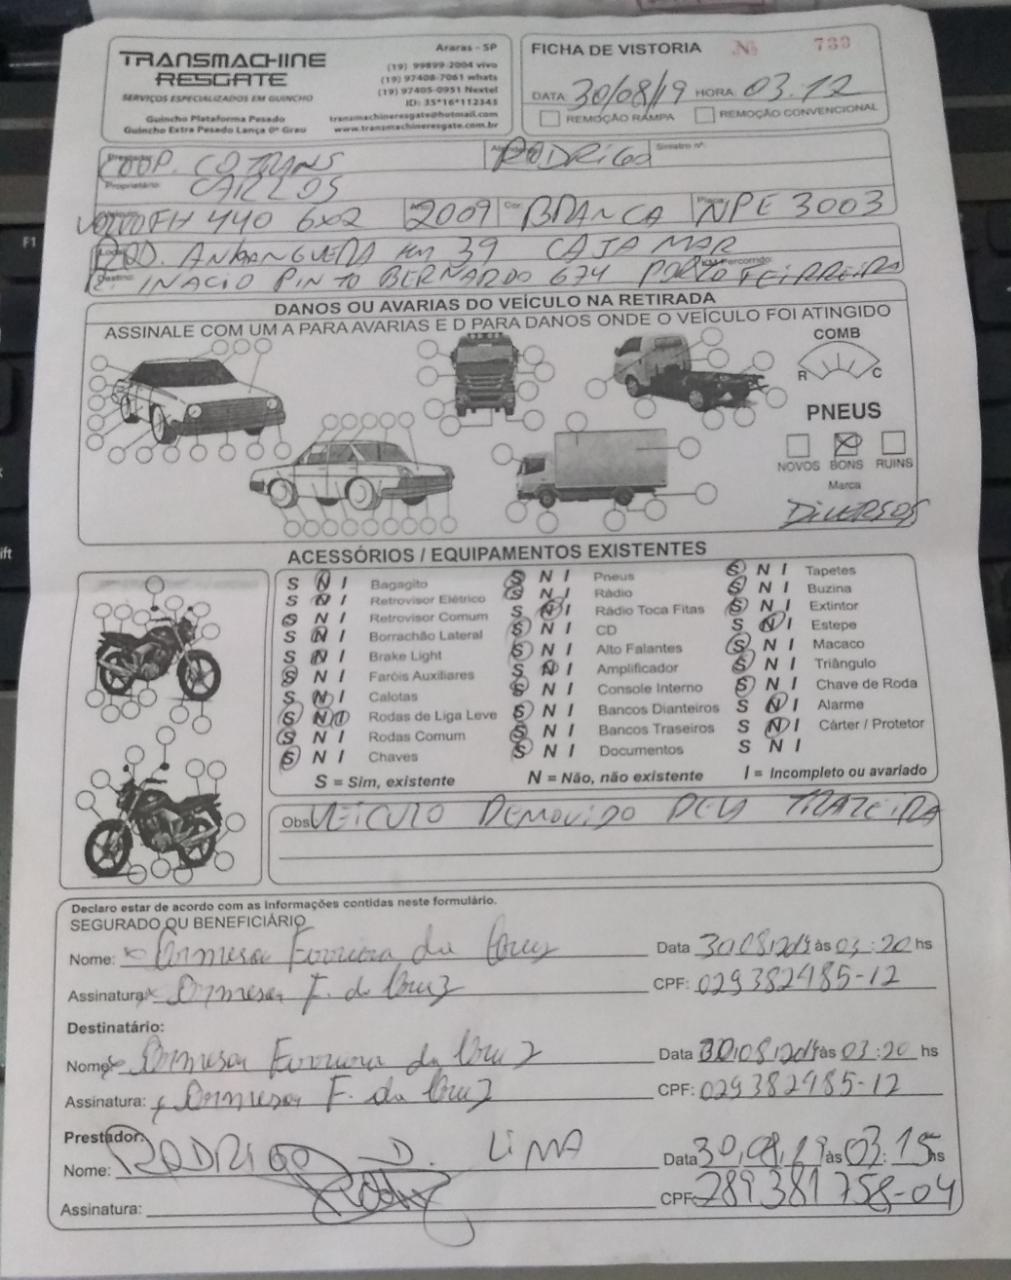 TRANSMACHINE
RESGATE
SERVIÇOS ESPECIALIZADOS EM GUINCHO
Guincho Plataforma Pesado
Guincho Extra Pesado Lança 0º Grau
Araras - SP
(19) 99899-2004 vivo
(19) 97408-7061 whats
(19) 97405-0951 Nextel
ID: 35*16*112345
transmachineresgate@hotmail.com
www.transmachineresgate.com.br
FICHA DE VISTORIA Nº 733
DATA: 30/08/19 HORA: 03.12
REMOÇÃO RAMPA REMOÇÃO CONVENCIONAL
COOP. COTRANS RODRIGO Sinistro nº:
Proprietário: CARLOS
FH 440 6x2 Ano: 2009 Cor: BRANCA Placa: NPE 3003
Local: ROD. ANHANGUERA KM 39 CAJAMAR
Destino: R. INACIO PINTO BERNARDO 674 PORTO FEIRREIRA KM Percorrido:
DANOS OU AVARIAS DO VEÍCULO NA RETIRADA
ASSINALE COM UM A PARA AVARIAS E D PARA DANOS ONDE O VEÍCULO FOI ATINGIDO
COMB
R C
PNEUS
NOVOS BONS RUINS
Marca
DIVERSOS
ACESSÓRIOS / EQUIPAMENTOS EXISTENTES
S N I Bagagito
S N I Retrovisor Elétrico
S N I Retrovisor Comum
S N I Borrachão Lateral
S N I Brake Light
S N I Faróis Auxiliares
S N I Calotas
S N I Rodas de Liga Leve
S N I Rodas Comum
S N I Chaves
S N I Pneus
S N I Rádio
S N I Rádio Toca Fitas
S N I CD
S N I Alto Falantes
S N I Amplificador
S N I Console Interno
S N I Bancos Dianteiros
S N I Bancos Traseiros
S N I Documentos
S N I Tapetes
S N I Buzina
S N I Extintor
S N I Estepe
S N I Macaco
S N I Triângulo
S N I Chave de Roda
S N I Alarme
S N I Cárter / Protetor
S N I
S = Sim, existente N = Não, não existente I = Incompleto ou avariado
Obs VEÍCULO REMOVIDO PELA TRAZEIRA
Declaro estar de acordo com as informações contidas neste formulário.
SEGURADO OU BENEFICIÁRIO
Nome: Ormesa Ferreira da Cruz Data 30.08.2019 às 03:20 hs
Assinatura: Ormesa F. da Cruz CPF: 029382485-12
Destinatário:
Nome: Ormesa Ferreira da Cruz Data 30.08.2019 às 03:20 hs
Assinatura: Ormesa F. da Cruz CPF: 029382485-12
Prestador:
Nome: RODRIGO D. LIMA Data 30,08,19 às 03:15 hs
Assinatura: CPF 289381758-04